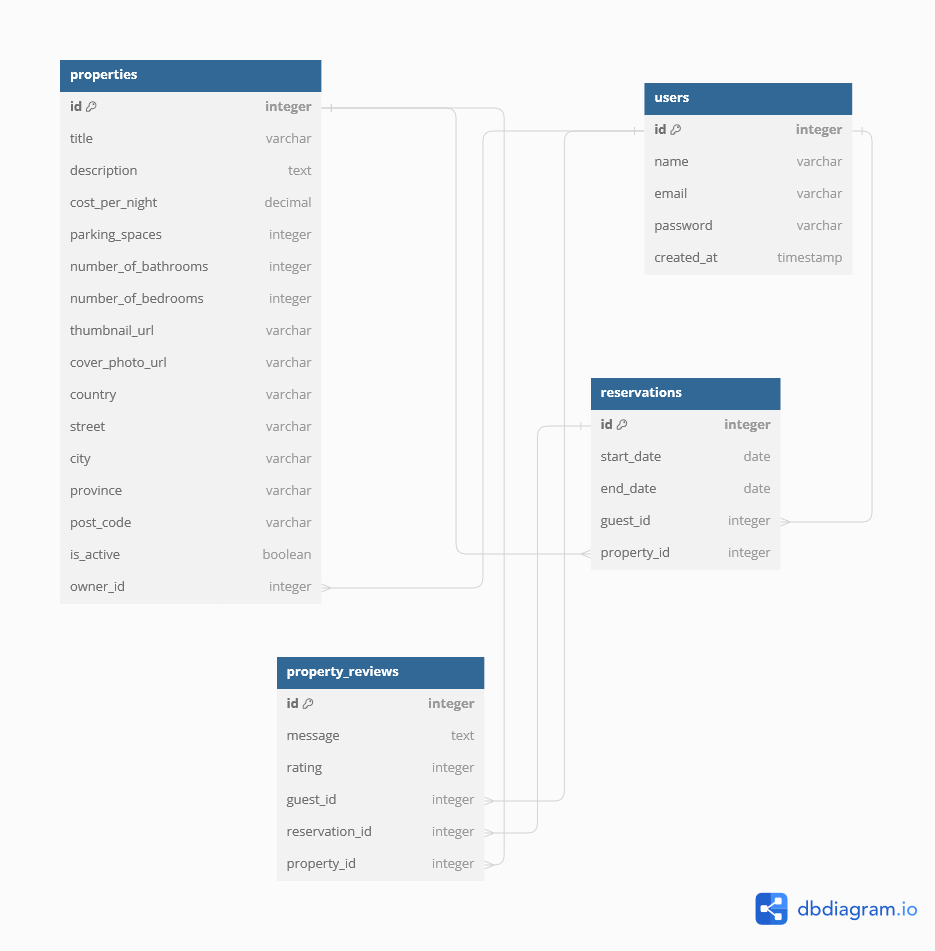 properties
id integer
title varchar
description text
cost_per_night decimal
parking_spaces integer
number_of_bathrooms integer
number_of_bedrooms integer
thumbnail_url varchar
cover_photo_url varchar
country varchar
street varchar
city varchar
province varchar
post_code varchar
is_active boolean
owner_id integer
users
id integer
name varchar
email varchar
password varchar
created_at timestamp
reservations
id integer
start_date date
end_date date
guest_id integer
property_id integer
property_reviews
id integer
message text
rating integer
guest_id integer
reservation_id integer
property_id integer
dbdiagram.io